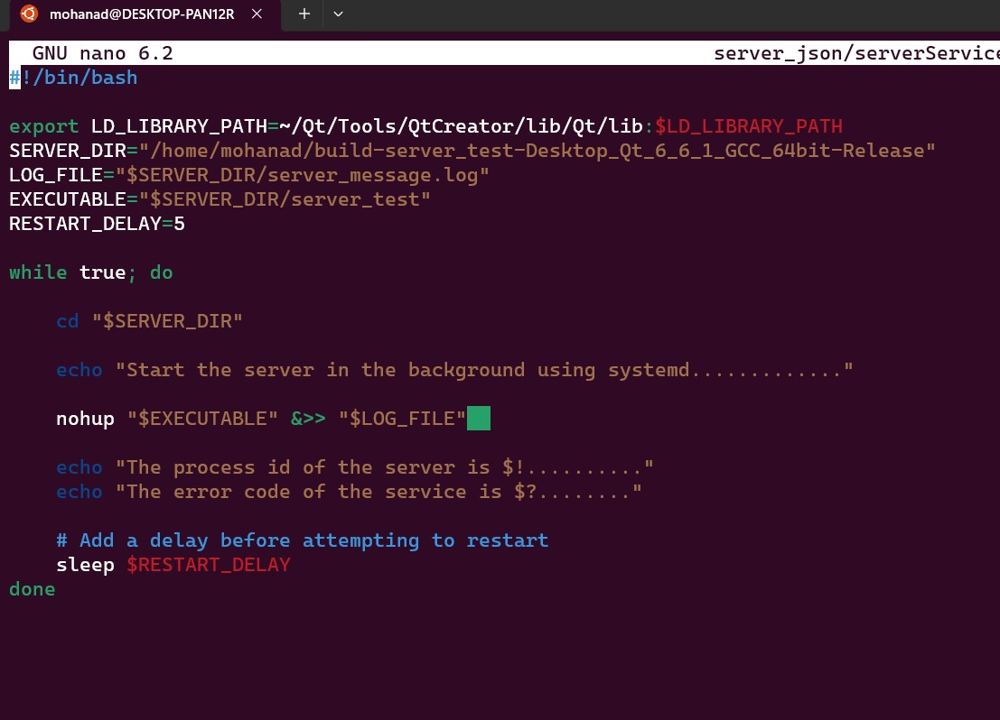 mohanad@DESKTOP-PAN12R
GNU nano 6.2 server_json/serverService
#!/bin/bash
export LD_LIBRARY_PATH=~/Qt/Tools/QtCreator/lib/Qt/lib:$LD_LIBRARY_PATH
SERVER_DIR="/home/mohanad/build-server_test-Desktop_Qt_6_6_1_GCC_64bit-Release"
LOG_FILE="$SERVER_DIR/server_message.log"
EXECUTABLE="$SERVER_DIR/server_test"
RESTART_DELAY=5
while true; do
cd "$SERVER_DIR"
echo "Start the server in the background using systemd............."
nohup "$EXECUTABLE" &>> "$LOG_FILE"
echo "The process id of the server is $!.........."
echo "The error code of the service is $?........"
# Add a delay before attempting to restart
sleep $RESTART_DELAY
done